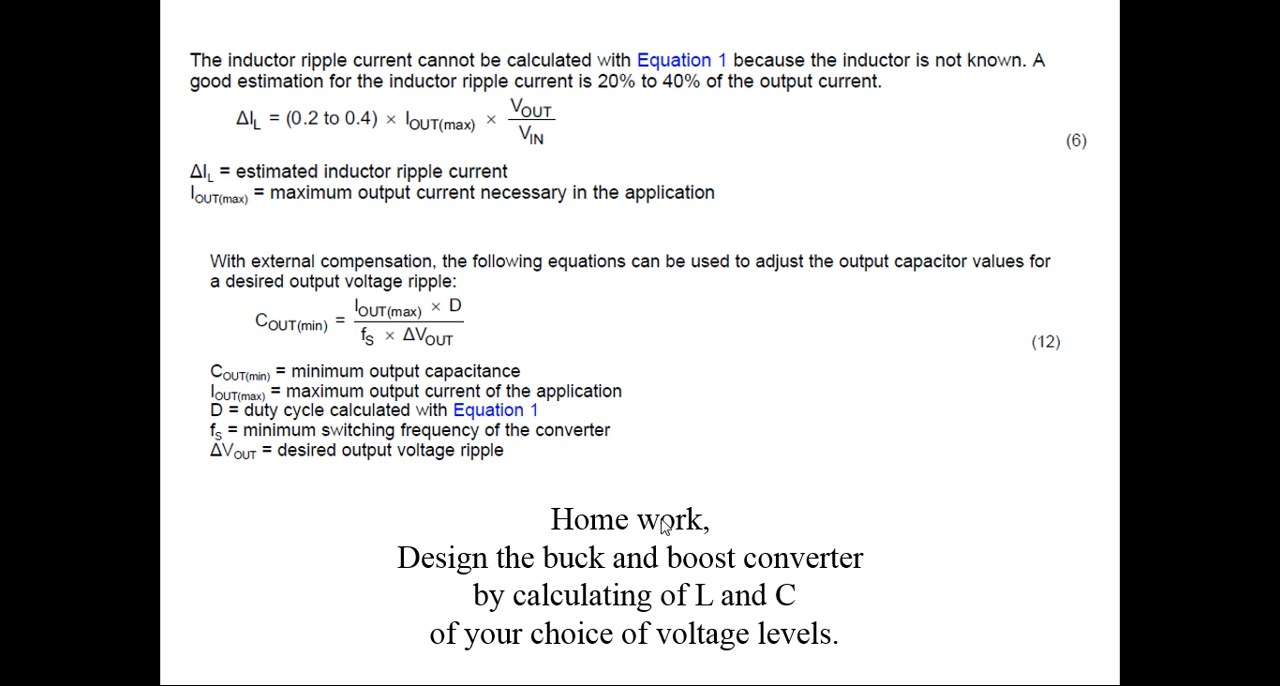 The inductor ripple current cannot be calculated with Equation 1 because the inductor is not known. A
good estimation for the inductor ripple current is 20% to 40% of the output current.
ΔIL = (0.2 to 0.4) × IOUT(max) × VOUT / VIN
(6)
ΔIL = estimated inductor ripple current
IOUT(max) = maximum output current necessary in the application
With external compensation, the following equations can be used to adjust the output capacitor values for
a desired output voltage ripple:
COUT(min) = IOUT(max) × D / fS × ΔVOUT
(12)
COUT(min) = minimum output capacitance
IOUT(max) = maximum output current of the application
D = duty cycle calculated with Equation 1
fS = minimum switching frequency of the converter
ΔVOUT = desired output voltage ripple
Home work,
Design the buck and boost converter
by calculating of L and C
of your choice of voltage levels.